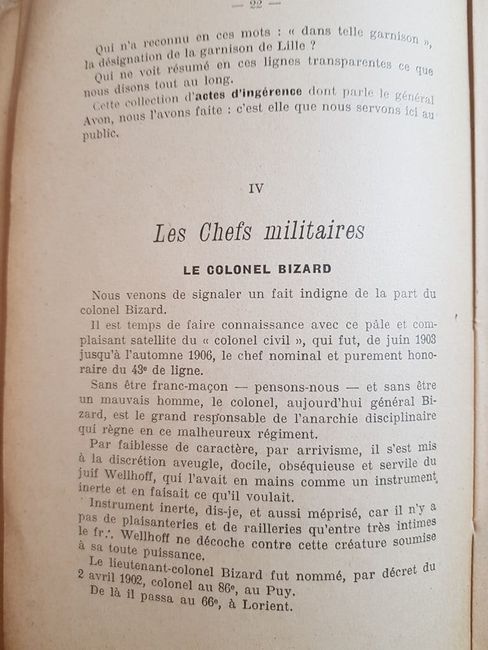 — 22 —
Qui n'a reconnu en ces mots : « dans telle garnison »,
la désignation de la garnison de Lille ?
Qui ne voit résumé en ces lignes transparentes ce que
nous disons tout au long.
Cette collection d'actes d'ingérence dont parle le général
Avon, nous l'avons faite : c'est elle que nous servons ici au
public.
IV
Les Chefs militaires
LE COLONEL BIZARD
Nous venons de signaler un fait indigne de la part du
colonel Bizard.
Il est temps de faire connaissance avec ce pâle et com-
plaisant satellite du « colonel civil », qui fut, de juin 1903
jusqu'à l'automne 1906, le chef nominal et purement hono-
raire du 43e de ligne.
Sans être franc-maçon — pensons-nous — et sans être
un mauvais homme, le colonel, aujourd'hui général Bi-
zard, est le grand responsable de l'anarchie disciplinaire
qui règne en ce malheureux régiment.
Par faiblesse de caractère, par arrivisme, il s'est mis
à la discrétion aveugle, docile, obséquieuse et servile du
juif Wellhoff, qui l'avait en mains comme un instrument
inerte et en faisait ce qu'il voulait.
Instrument inerte, dis-je, et aussi méprisé, car il n'y a
pas de plaisanteries et de railleries qu'entre très intimes
le fr∴ Wellhoff ne décoche contre cette créature soumise
à sa toute puissance.
Le lieutenant-colonel Bizard fut nommé, par décret du
2 avril 1902, colonel au 86e, au Puy.
De là il passa au 66e, à Lorient.